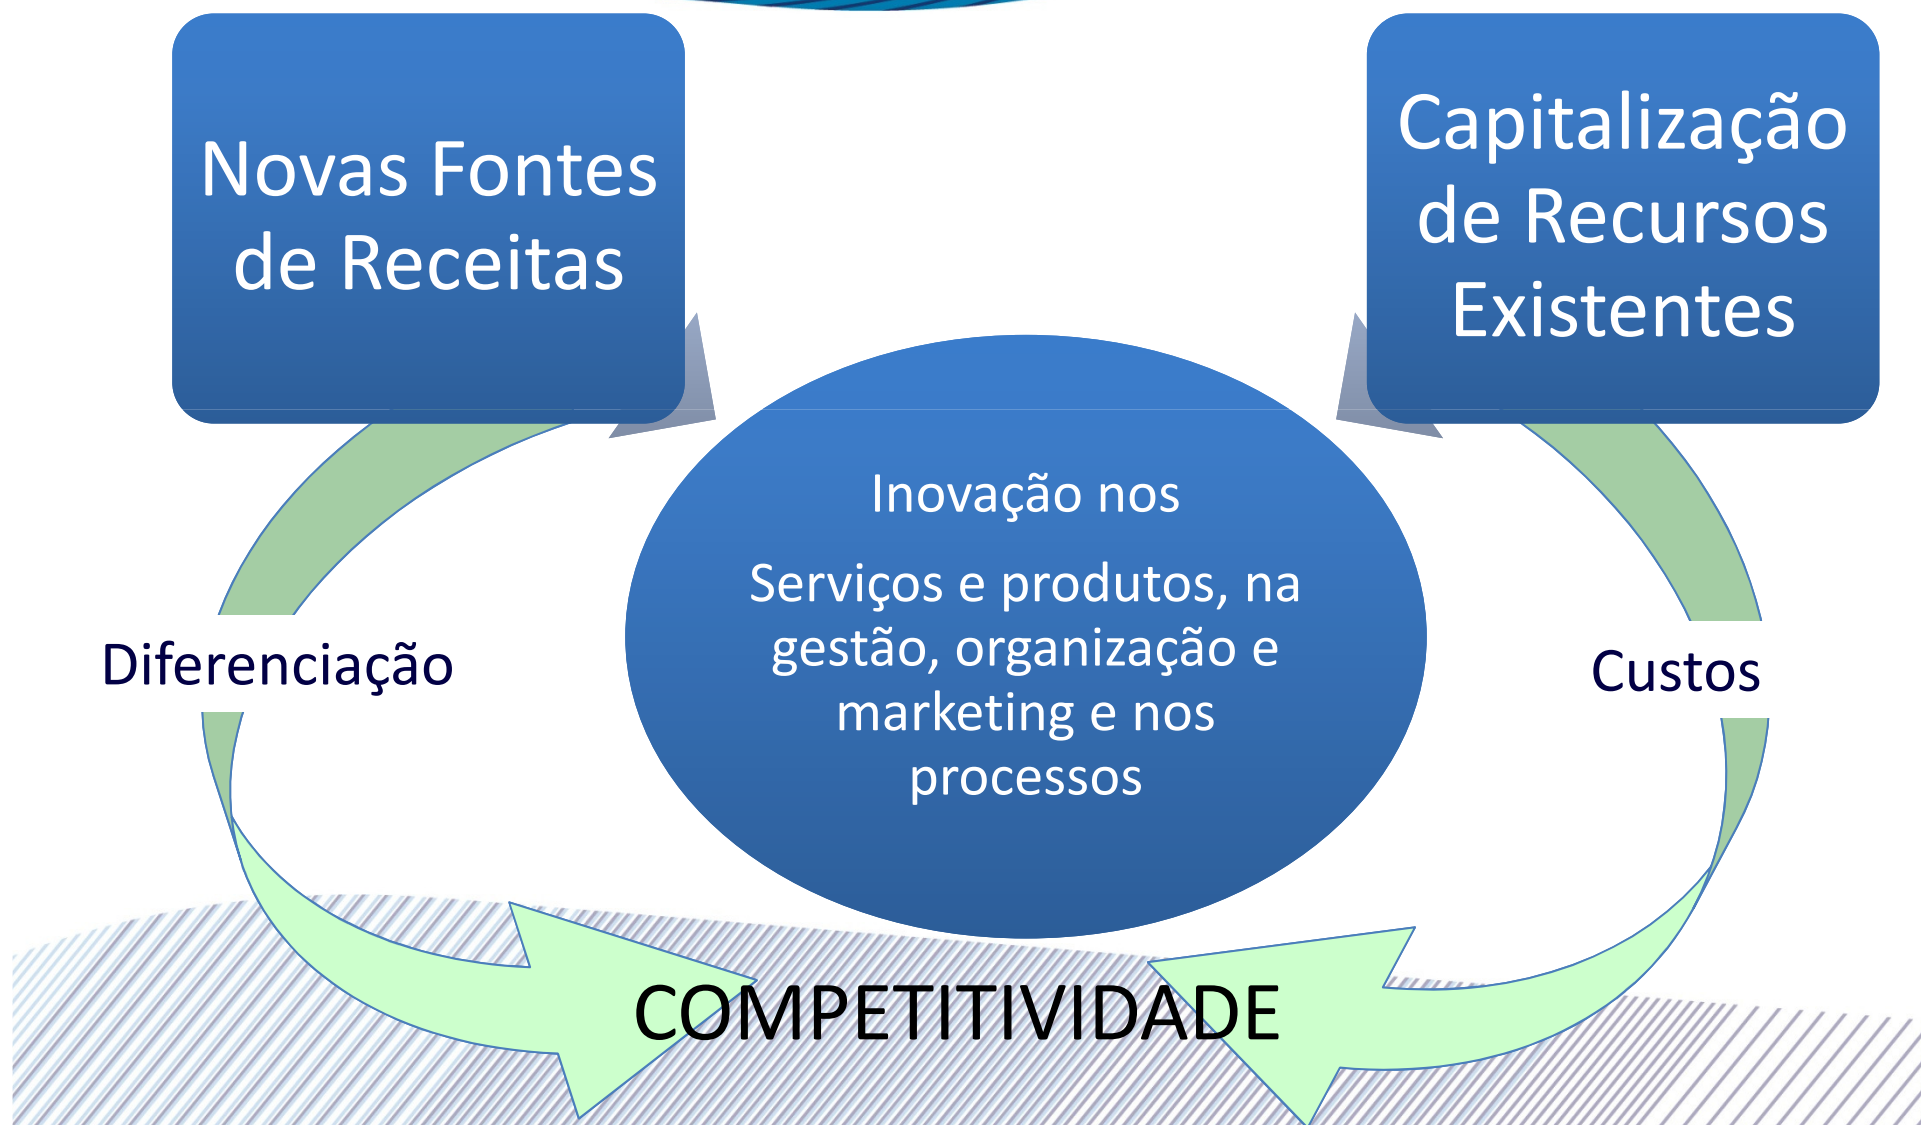 Novas Fontes
de Receitas
Capitalização
de Recursos
Existentes
Inovação nos
Serviços e produtos, na
gestão, organização e
marketing e nos
processos
Diferenciação
Custos
COMPETITIVIDADE